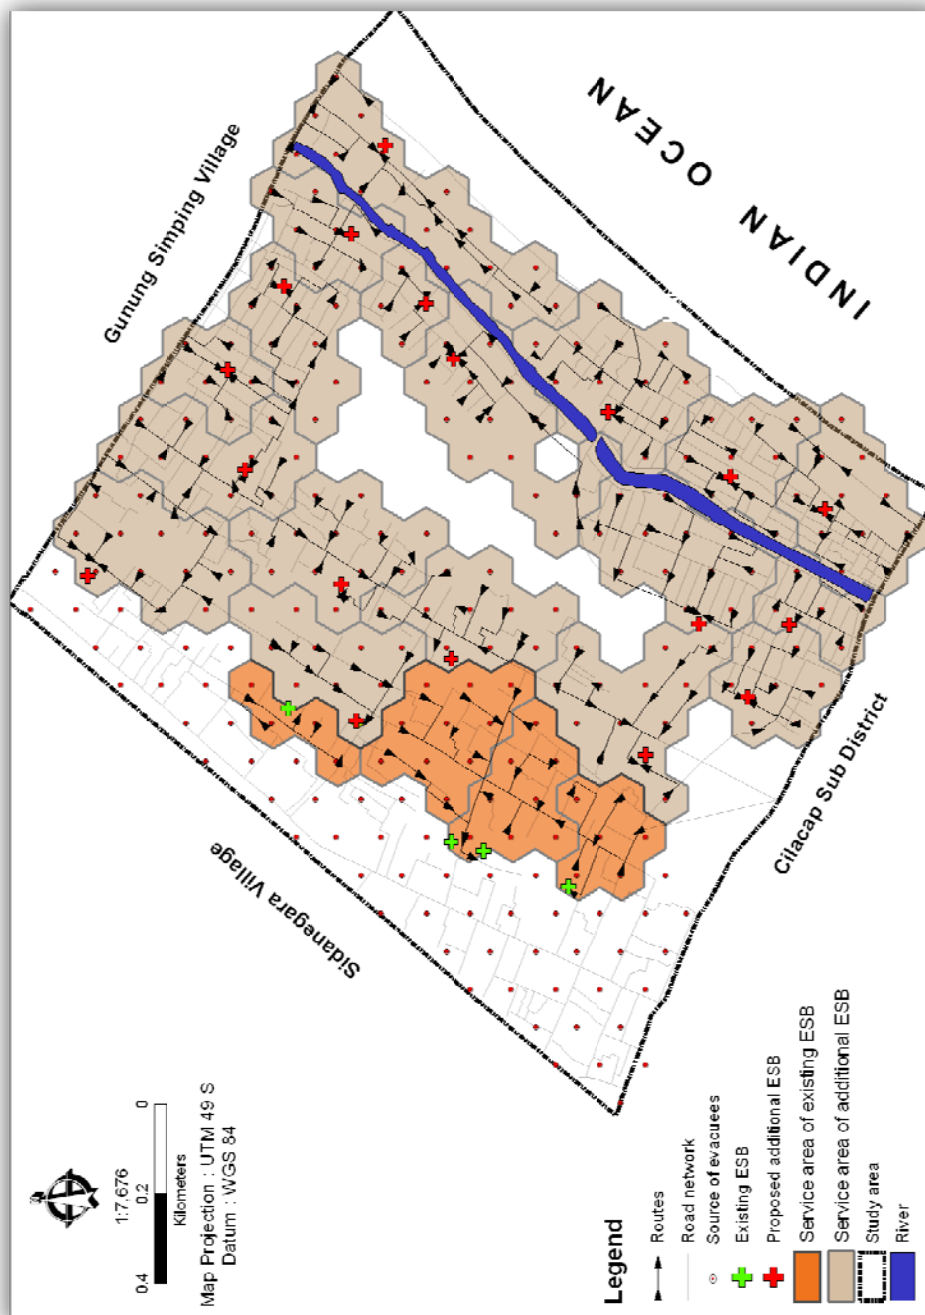 Gunung Simping Village
INDIAN OCEAN
Sidanegara Village
Cilacap Sub District
1:7,676
0.4 0.2 0
Kilometers
Map Projection : UTM 49 S
Datum : WGS 84
Legend
Routes
Road network
Source of evacuees
Existing ESB
Proposed additional ESB
Service area of existing ESB
Service area of additional ESB
Study area
River